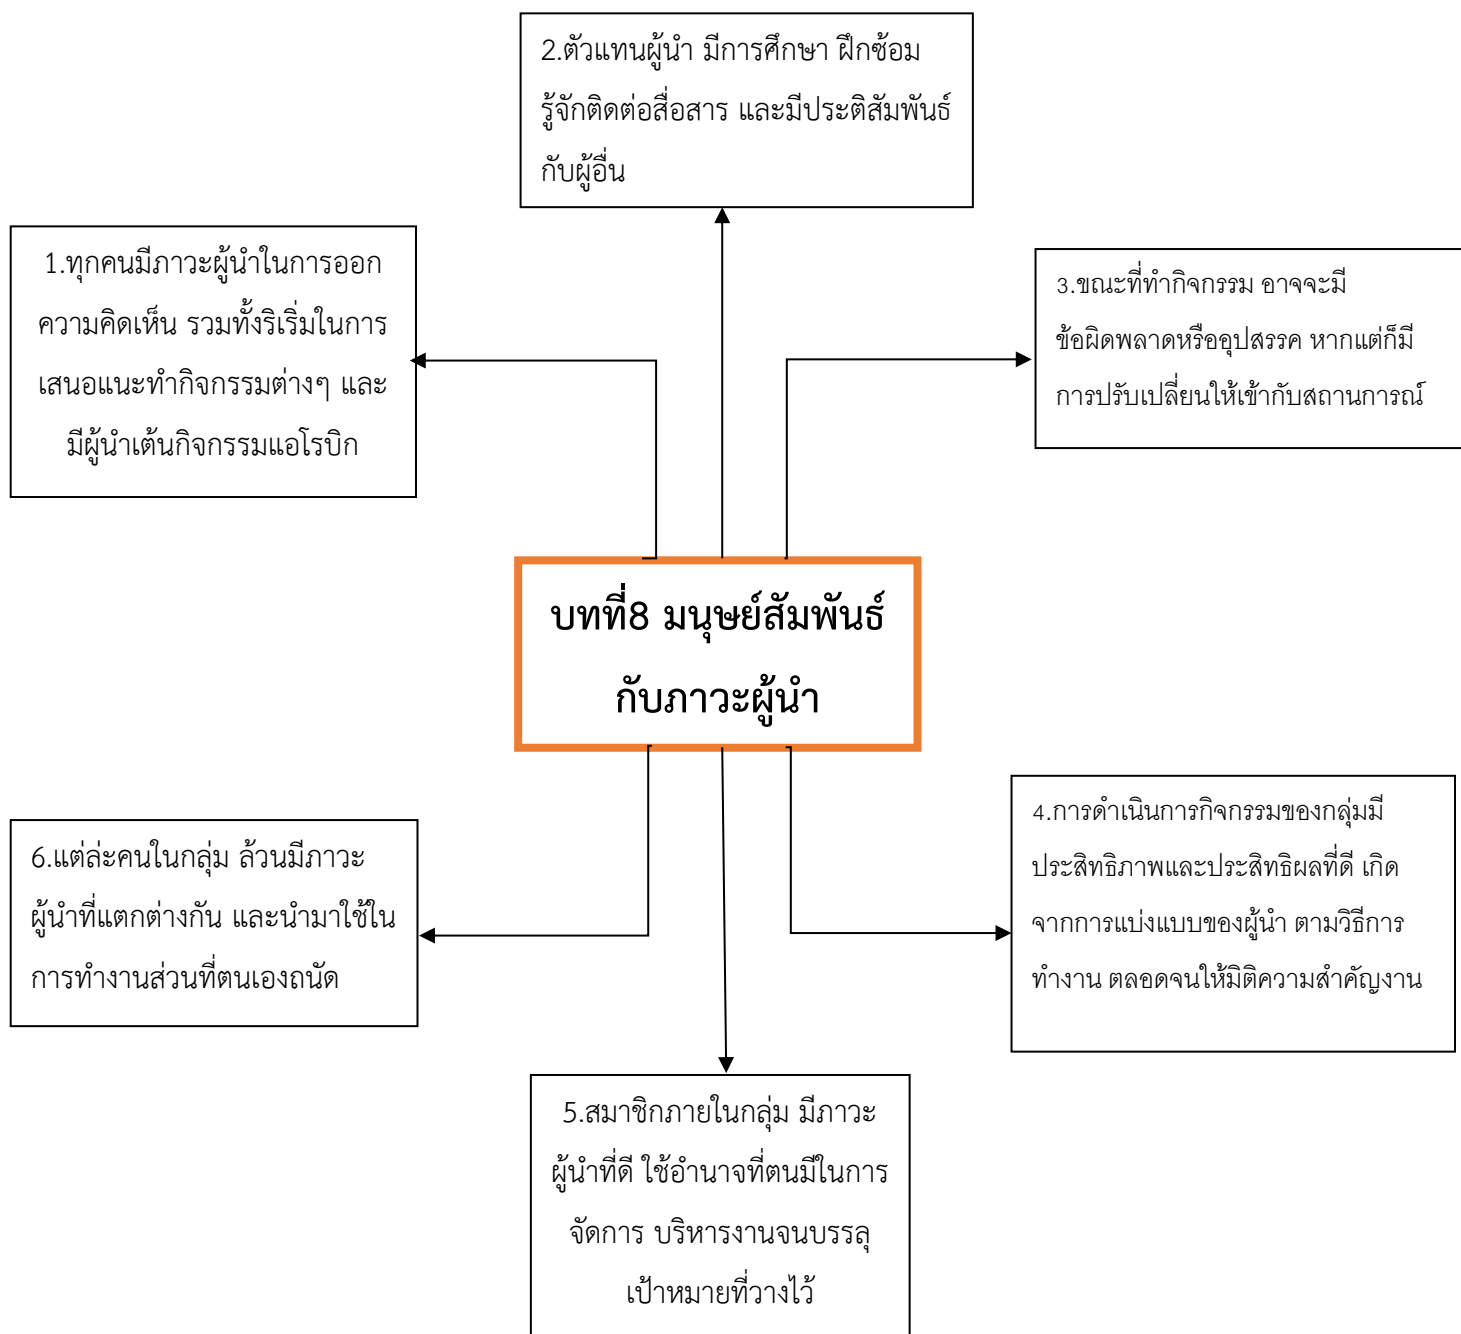 2.ตัวแทนผู้นำ มีการศึกษา ฝึกซ้อม
รู้จักติดต่อสื่อสาร และมีประติสัมพันธ์
กับผู้อื่น
1.ทุกคนมีภาวะผู้นำในการออก
ความคิดเห็น รวมทั้งริเริ่มในการ
เสนอแนะทำกิจกรรมต่างๆ และ
มีผู้นำเต้นกิจกรรมแอโรบิก
3.ขณะที่ทำกิจกรรม อาจจะมี
ข้อผิดพลาดหรืออุปสรรค หากแต่ก็มี
การปรับเปลี่ยนให้เข้ากับสถานการณ์
บทที่8 มนุษย์สัมพันธ์
กับภาวะผู้นำ
4.การดำเนินการกิจกรรมของกลุ่มมี
ประสิทธิภาพและประสิทธิผลที่ดี เกิด
จากการแบ่งแบบของผู้นำ ตามวิธีการ
ทำงาน ตลอดจนให้มิติความสำคัญงาน
6.แต่ล่ะคนในกลุ่ม ล้วนมีภาวะ
ผู้นำที่แตกต่างกัน และนำมาใช้ใน
การทำงานส่วนที่ตนเองถนัด
5.สมาชิกภายในกลุ่ม มีภาวะ
ผู้นำที่ดี ใช้อำนาจที่ตนมีในการ
จัดการ บริหารงานจนบรรลุ
เป้าหมายที่วางไว้